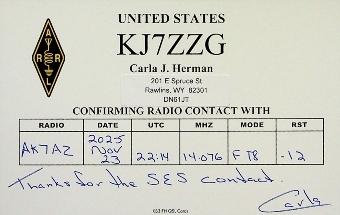 A
R R
L
UNITED STATES
KJ7ZZG
Carla J. Herman
201 E Spruce St
Rawlins, WY 82301
DN61JT
CONFIRMING RADIO CONTACT WITH
RADIO DATE UTC MHZ MODE RST
AK7AZ 2025 Nov 23 22:14 14.076 FT8 -12
Thanks for the SES contact.
Carla